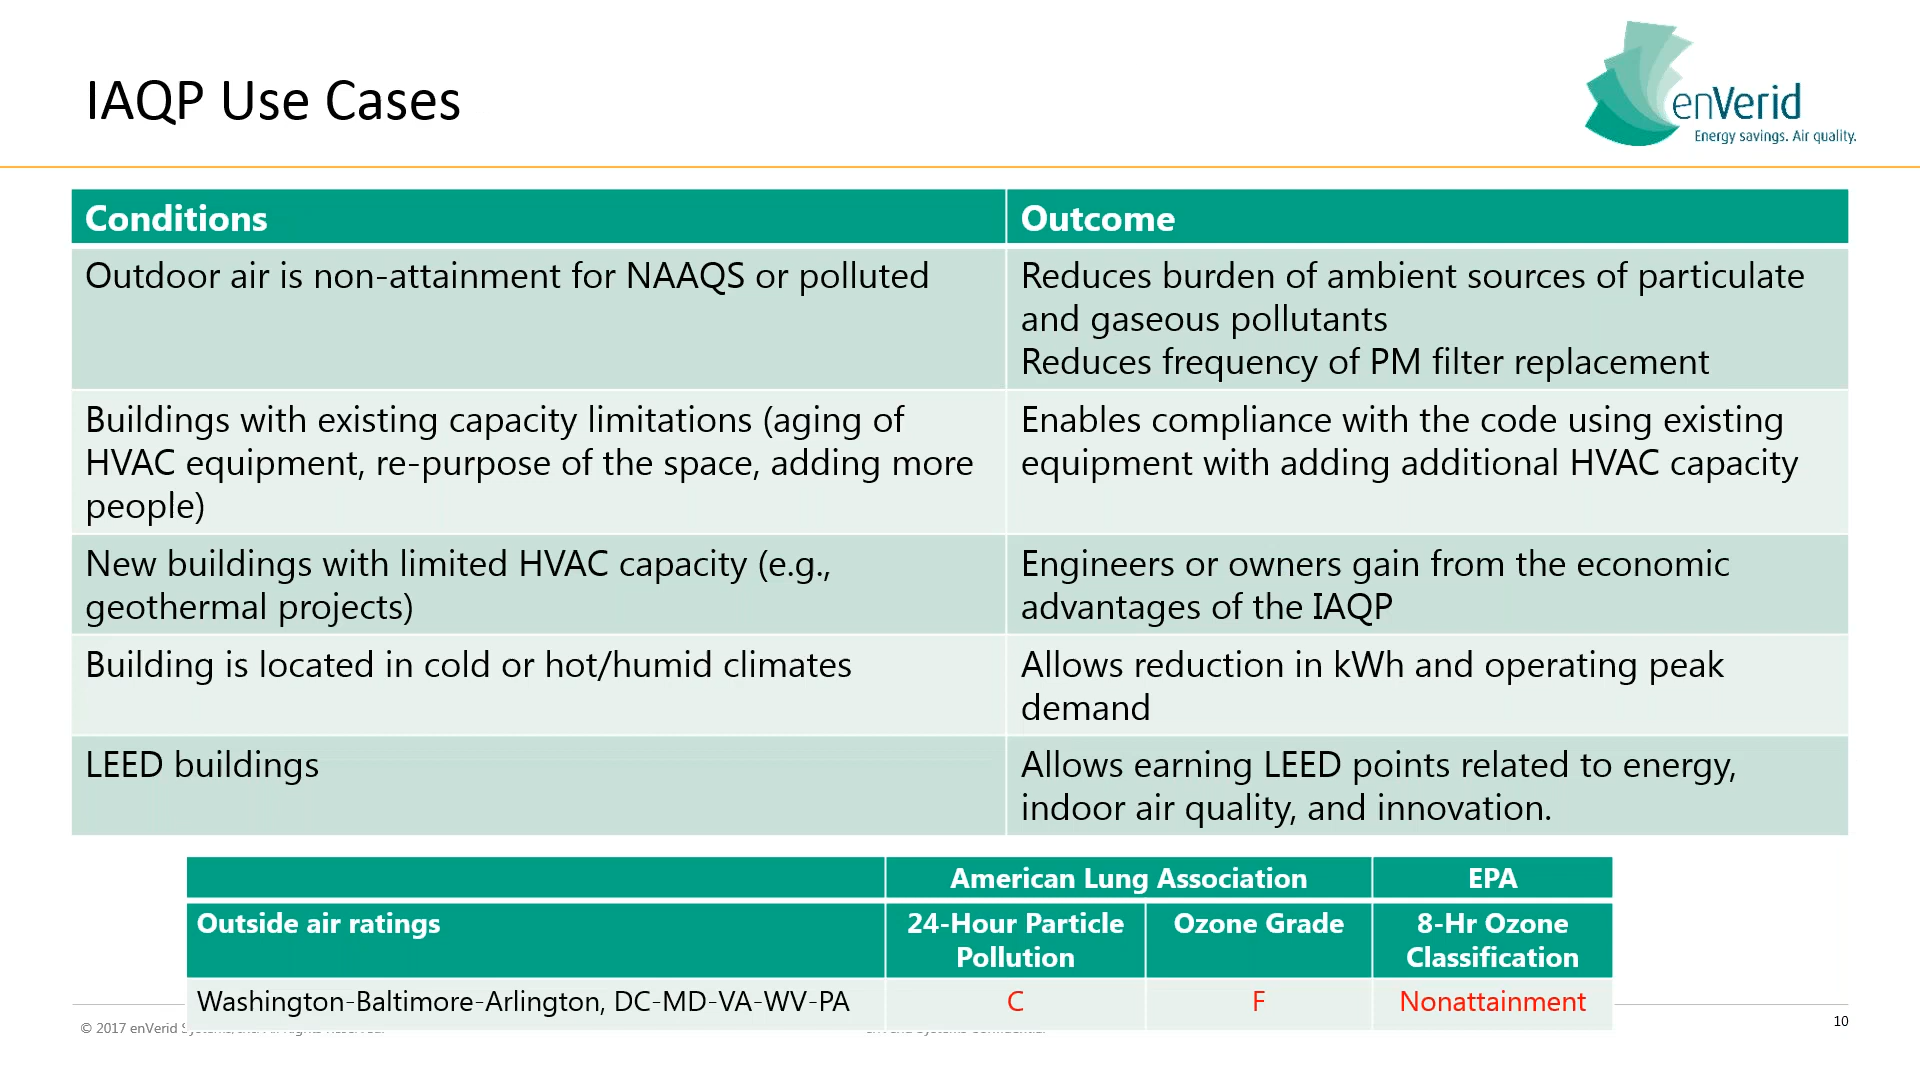 IAQP Use Cases
enVerid
Energy savings. Air quality.
Conditions
Outcome
Outdoor air is non-attainment for NAAQS or polluted
Reduces burden of ambient sources of particulate
and gaseous pollutants
Reduces frequency of PM filter replacement
Buildings with existing capacity limitations (aging of
HVAC equipment, re-purpose of the space, adding more
people)
Enables compliance with the code using existing
equipment with adding additional HVAC capacity
New buildings with limited HVAC capacity (e.g.,
geothermal projects)
Engineers or owners gain from the economic
advantages of the IAQP
Building is located in cold or hot/humid climates
Allows reduction in kWh and operating peak
demand
LEED buildings
Allows earning LEED points related to energy,
indoor air quality, and innovation.
American Lung Association
EPA
Outside air ratings
24-Hour Particle
Pollution
Ozone Grade
8-Hr Ozone
Classification
Washington-Baltimore-Arlington, DC-MD-VA-WV-PA
C
F
Nonattainment
© 2017 enVerid
10